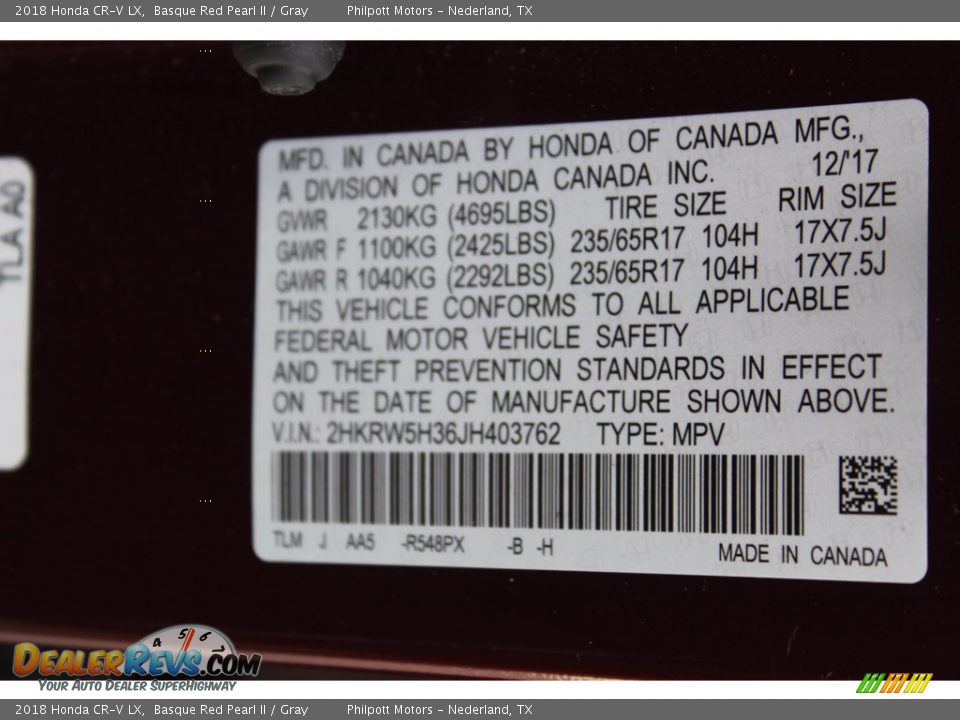 2018 Honda CR-V LX, Basque Red Pearl II / Gray Philpott Motors - Nederland, TX
TLA A0
MFD. IN CANADA BY HONDA OF CANADA MFG.,
A DIVISION OF HONDA CANADA INC. 12/'17
GVWR 2130KG (4695LBS) TIRE SIZE RIM SIZE
GAWR F 1100KG (2425LBS) 235/65R17 104H 17X7.5J
GAWR R 1040KG (2292LBS) 235/65R17 104H 17X7.5J
THIS VEHICLE CONFORMS TO ALL APPLICABLE
FEDERAL MOTOR VEHICLE SAFETY
AND THEFT PREVENTION STANDARDS IN EFFECT
ON THE DATE OF MANUFACTURE SHOWN ABOVE.
V.I.N.: 2HKRW5H36JH403762 TYPE: MPV
TLM J AA5 -R548PX -B -H
MADE IN CANADA
4 5 6 7
DEALERREVS.COM
YOUR AUTO DEALER SUPERHIGHWAY
2018 Honda CR-V LX, Basque Red Pearl II / Gray Philpott Motors - Nederland, TX